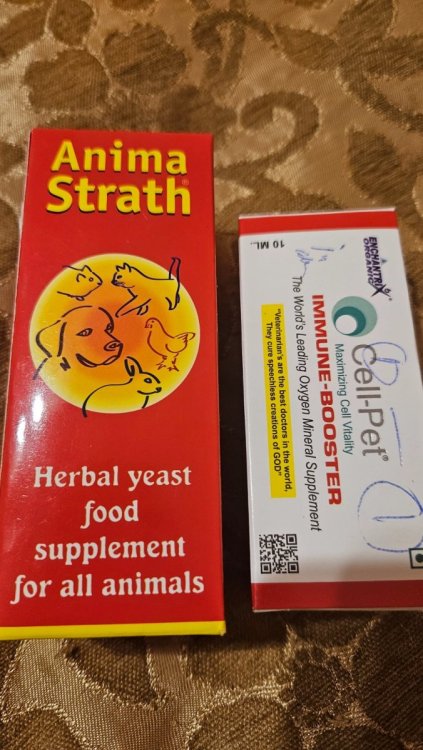 Anima
Strath®
Herbal yeast
food
supplement
for all animals
10 ML.
ENCHANTRIX®
ORGANIC
Cell-Pet®
Maximizing Cell Vitality
IMMUNE-BOOSTER
The World's Leading Oxygen Mineral Supplement
"Veterinarian's are the best doctors in the world,
They cure speechless creations of GOD"